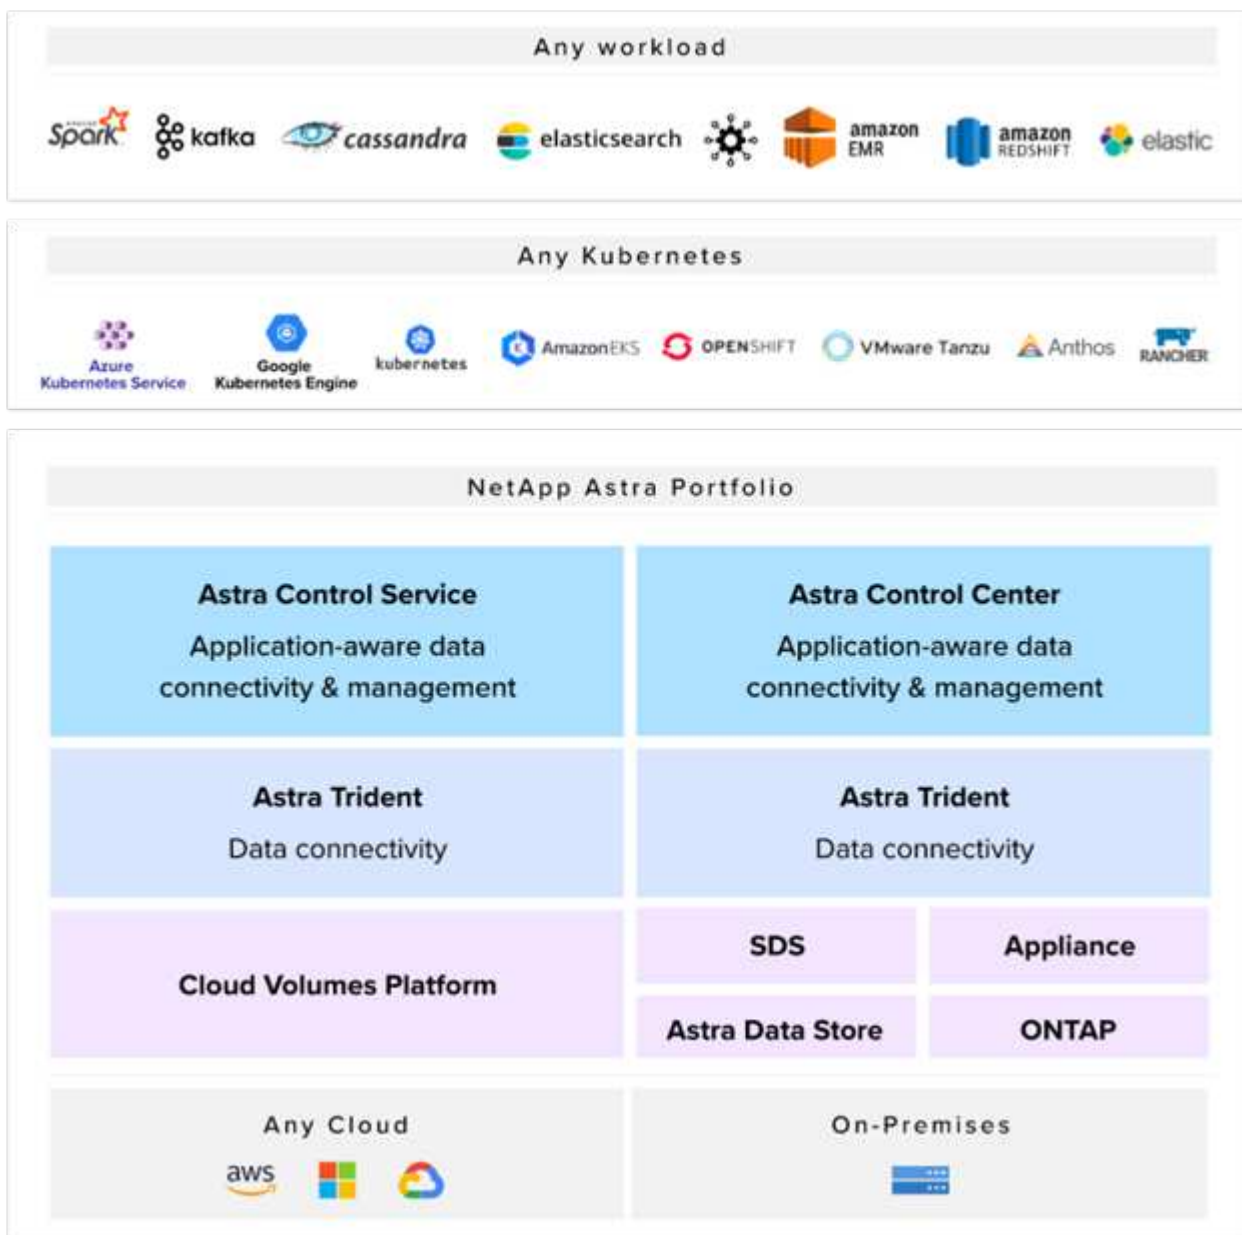 Any workload
APACHE Spark
kafka
cassandra
elasticsearch
amazon EMR
amazon REDSHIFT
elastic
Any Kubernetes
Azure
Kubernetes Service
Google
Kubernetes Engine
kubernetes
Amazon EKS
OPENSHIFT
VMware Tanzu
Anthos
RANCHER
NetApp Astra Portfolio
Astra Control Service
Application-aware data
connectivity & management
Astra Control Center
Application-aware data
connectivity & management
Astra Trident
Data connectivity
Astra Trident
Data connectivity
Cloud Volumes Platform
SDS
Appliance
Astra Data Store
ONTAP
Any Cloud
aws
On-Premises